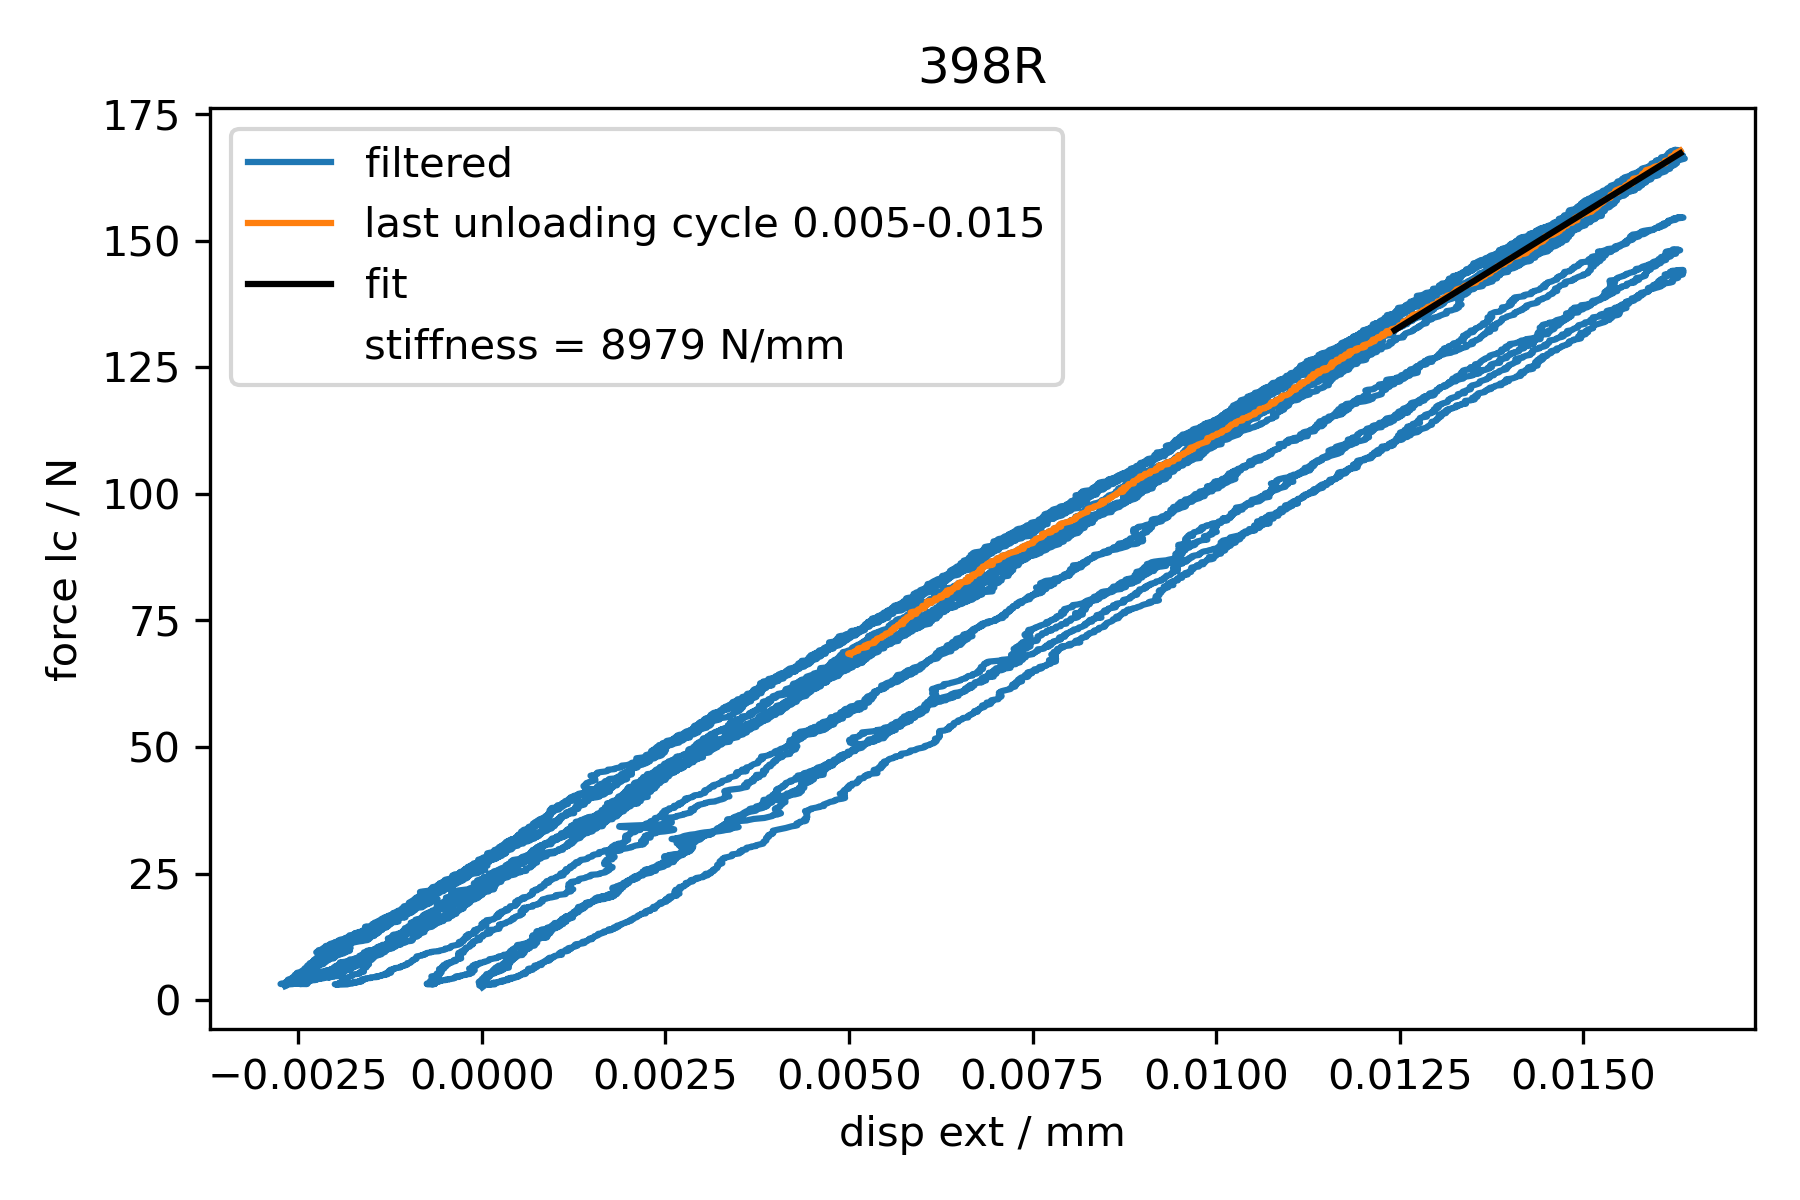 398R
175
150
125
100
75
50
25
0
force lc / N
filtered
last unloading cycle 0.005-0.015
fit
stiffness = 8979 N/mm
−0.0025 0.0000 0.0025 0.0050 0.0075 0.0100 0.0125 0.0150
disp ext / mm